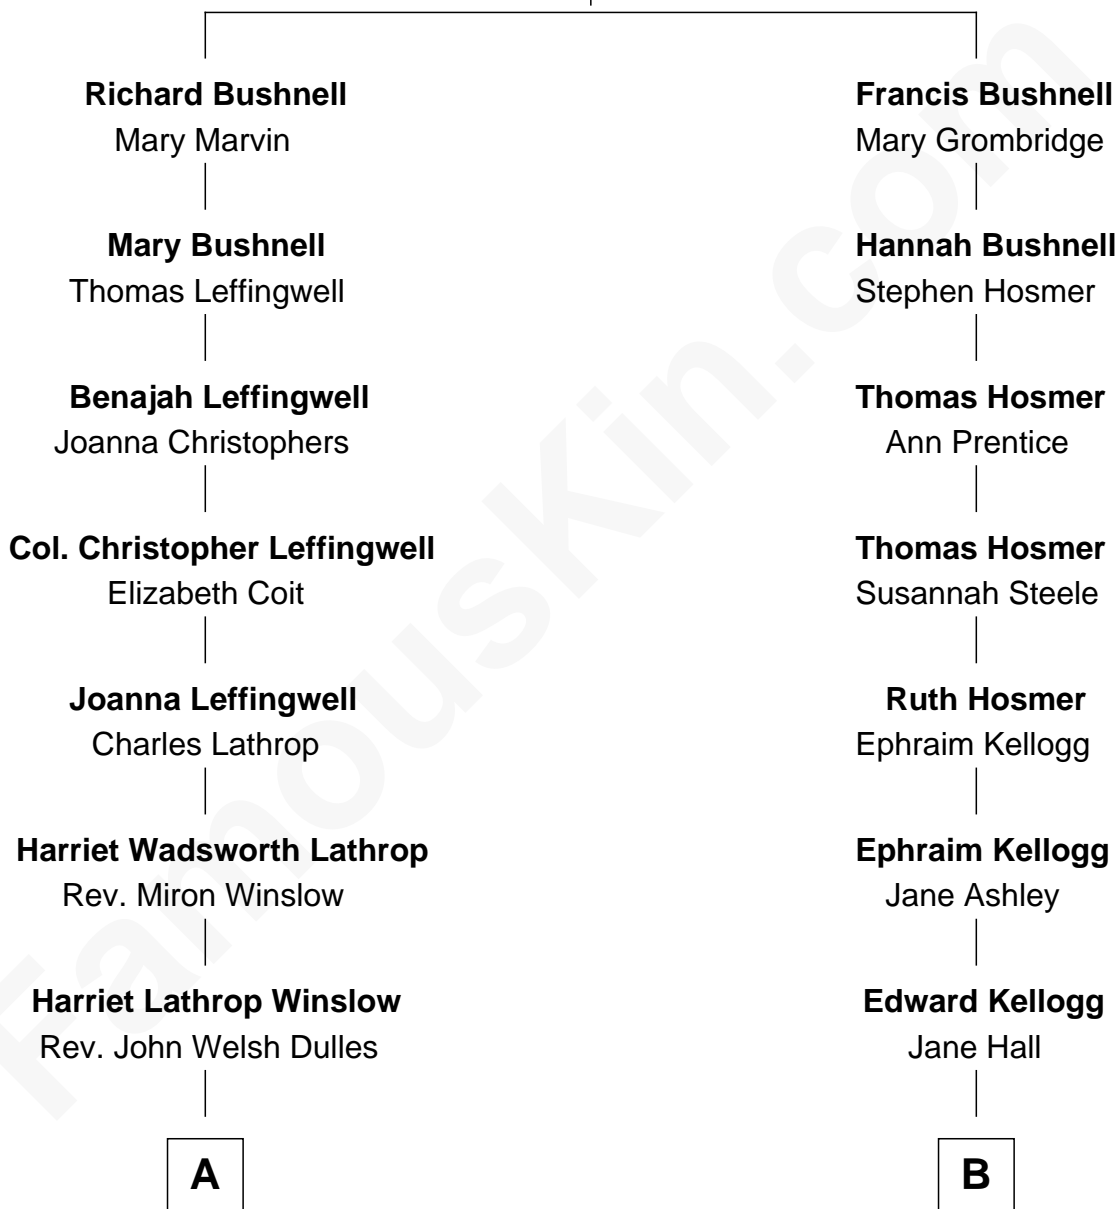 Richard Bushnell
Mary Marvin
Mary Bushnell
Thomas Leffingwell
Benajah Leffingwell
Joanna Christophers
Col. Christopher Leffingwell
Elizabeth Coit
Joanna Leffingwell
Charles Lathrop
Harriet Wadsworth Lathrop
Rev. Miron Winslow
Harriet Lathrop Winslow
Rev. John Welsh Dulles
A
Francis Bushnell
Mary Grombridge
Hannah Bushnell
Stephen Hosmer
Thomas Hosmer
Ann Prentice
Thomas Hosmer
Susannah Steele
Ruth Hosmer
Ephraim Kellogg
Ephraim Kellogg
Jane Ashley
Edward Kellogg
Jane Hall
B
FamousKin.com